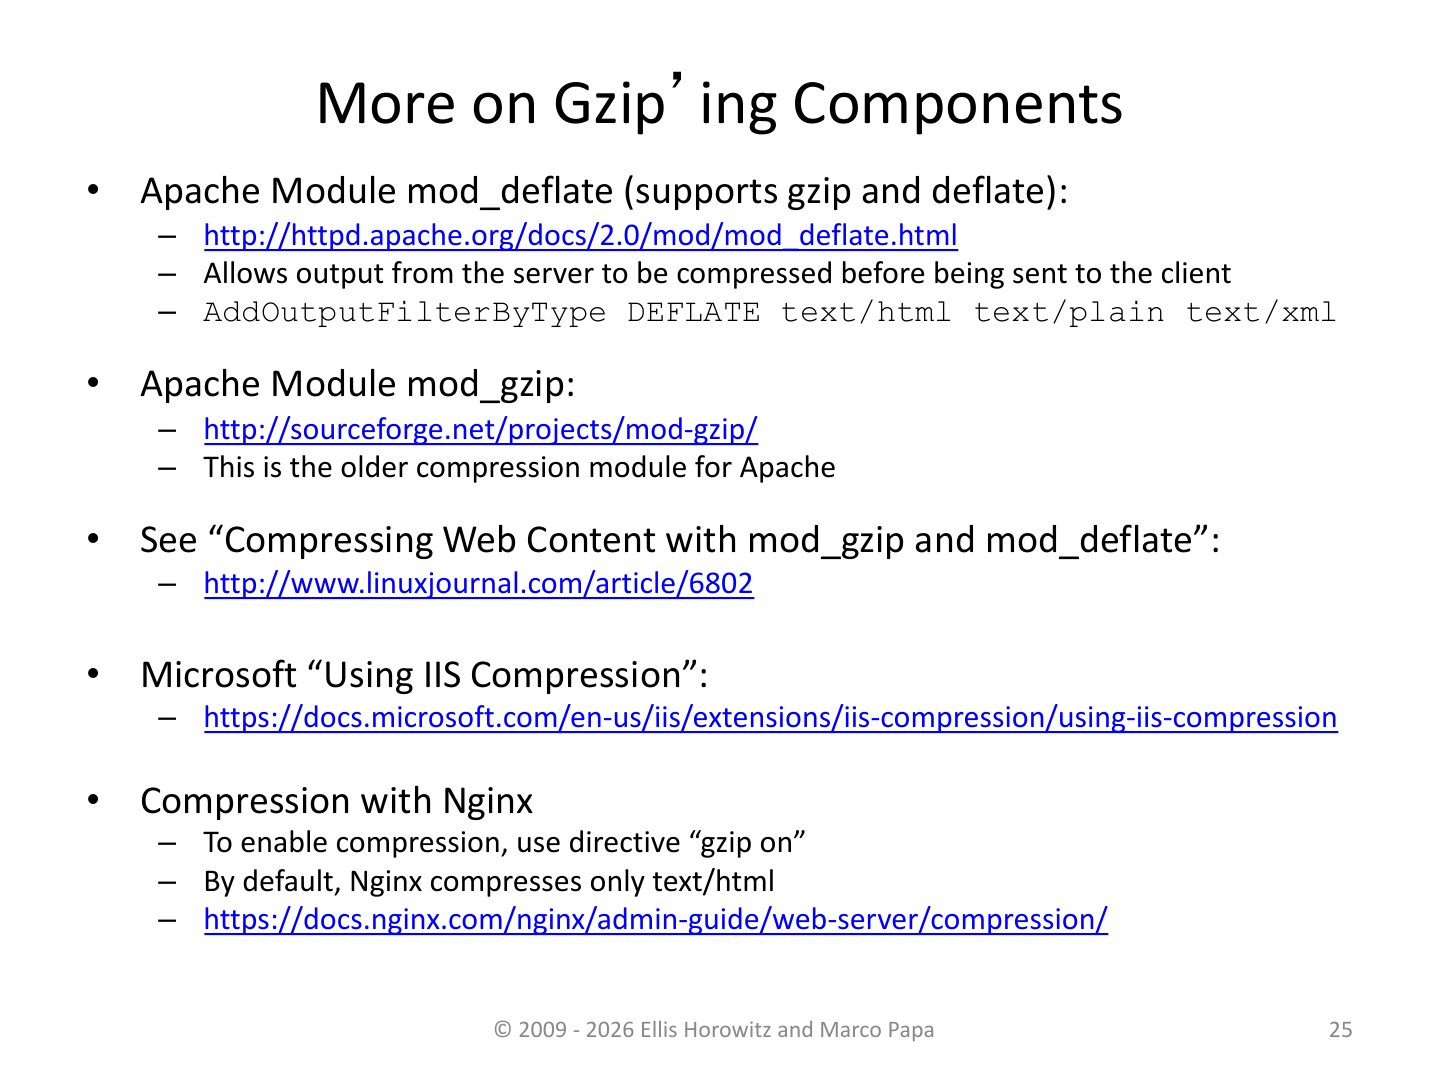 More on Gzip’ing Components
• Apache Module mod_deflate (supports gzip and deflate):
– http://httpd.apache.org/docs/2.0/mod/mod_deflate.html
– Allows output from the server to be compressed before being sent to the client
– AddOutputFilterByType DEFLATE text/html text/plain text/xml
• Apache Module mod_gzip:
– http://sourceforge.net/projects/mod-gzip/
– This is the older compression module for Apache
• See “Compressing Web Content with mod_gzip and mod_deflate”:
– http://www.linuxjournal.com/article/6802
• Microsoft “Using IIS Compression”:
– https://docs.microsoft.com/en-us/iis/extensions/iis-compression/using-iis-compression
• Compression with Nginx
– To enable compression, use directive “gzip on”
– By default, Nginx compresses only text/html
– https://docs.nginx.com/nginx/admin-guide/web-server/compression/
© 2009 - 2026 Ellis Horowitz and Marco Papa
25